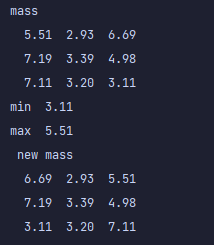 mass
5.51 2.93 6.69
7.19 3.39 4.98
7.11 3.20 3.11
min 3.11
max 5.51
new mass
6.69 2.93 5.51
7.19 3.39 4.98
3.11 3.20 7.11